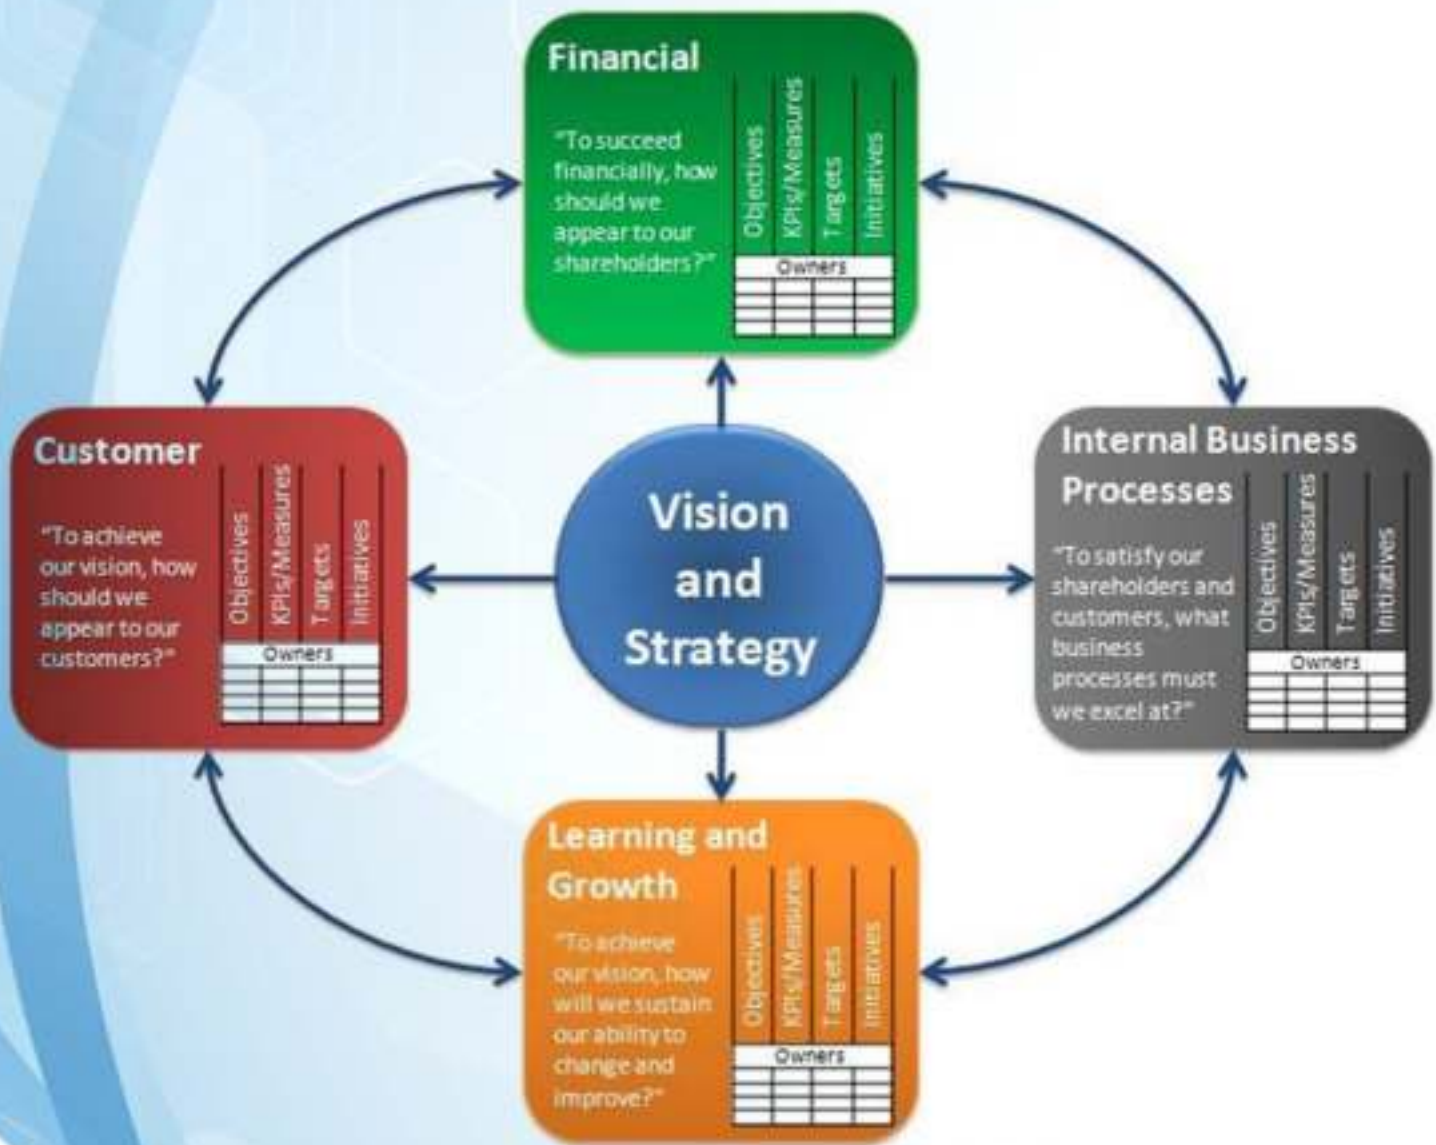 Financial
"To succeed
financially, how
should we
appear to our
shareholders?"
Objectives
KPIs/Measures
Targets
Initiatives
Owners
Customer
"To achieve
our vision, how
should we
appear to our
customers?"
Objectives
KPIs/Measures
Targets
Initiatives
Owners
Vision
and
Strategy
Internal Business
Processes
"To satisfy our
shareholders and
customers, what
business
processes must
we excel at?"
Objectives
KPIs/Measures
Targets
Initiatives
Owners
Learning and
Growth
"To achieve
our vision, how
will we sustain
our ability to
change and
improve?"
Objectives
KPIs/Measures
Targets
Initiatives
Owners